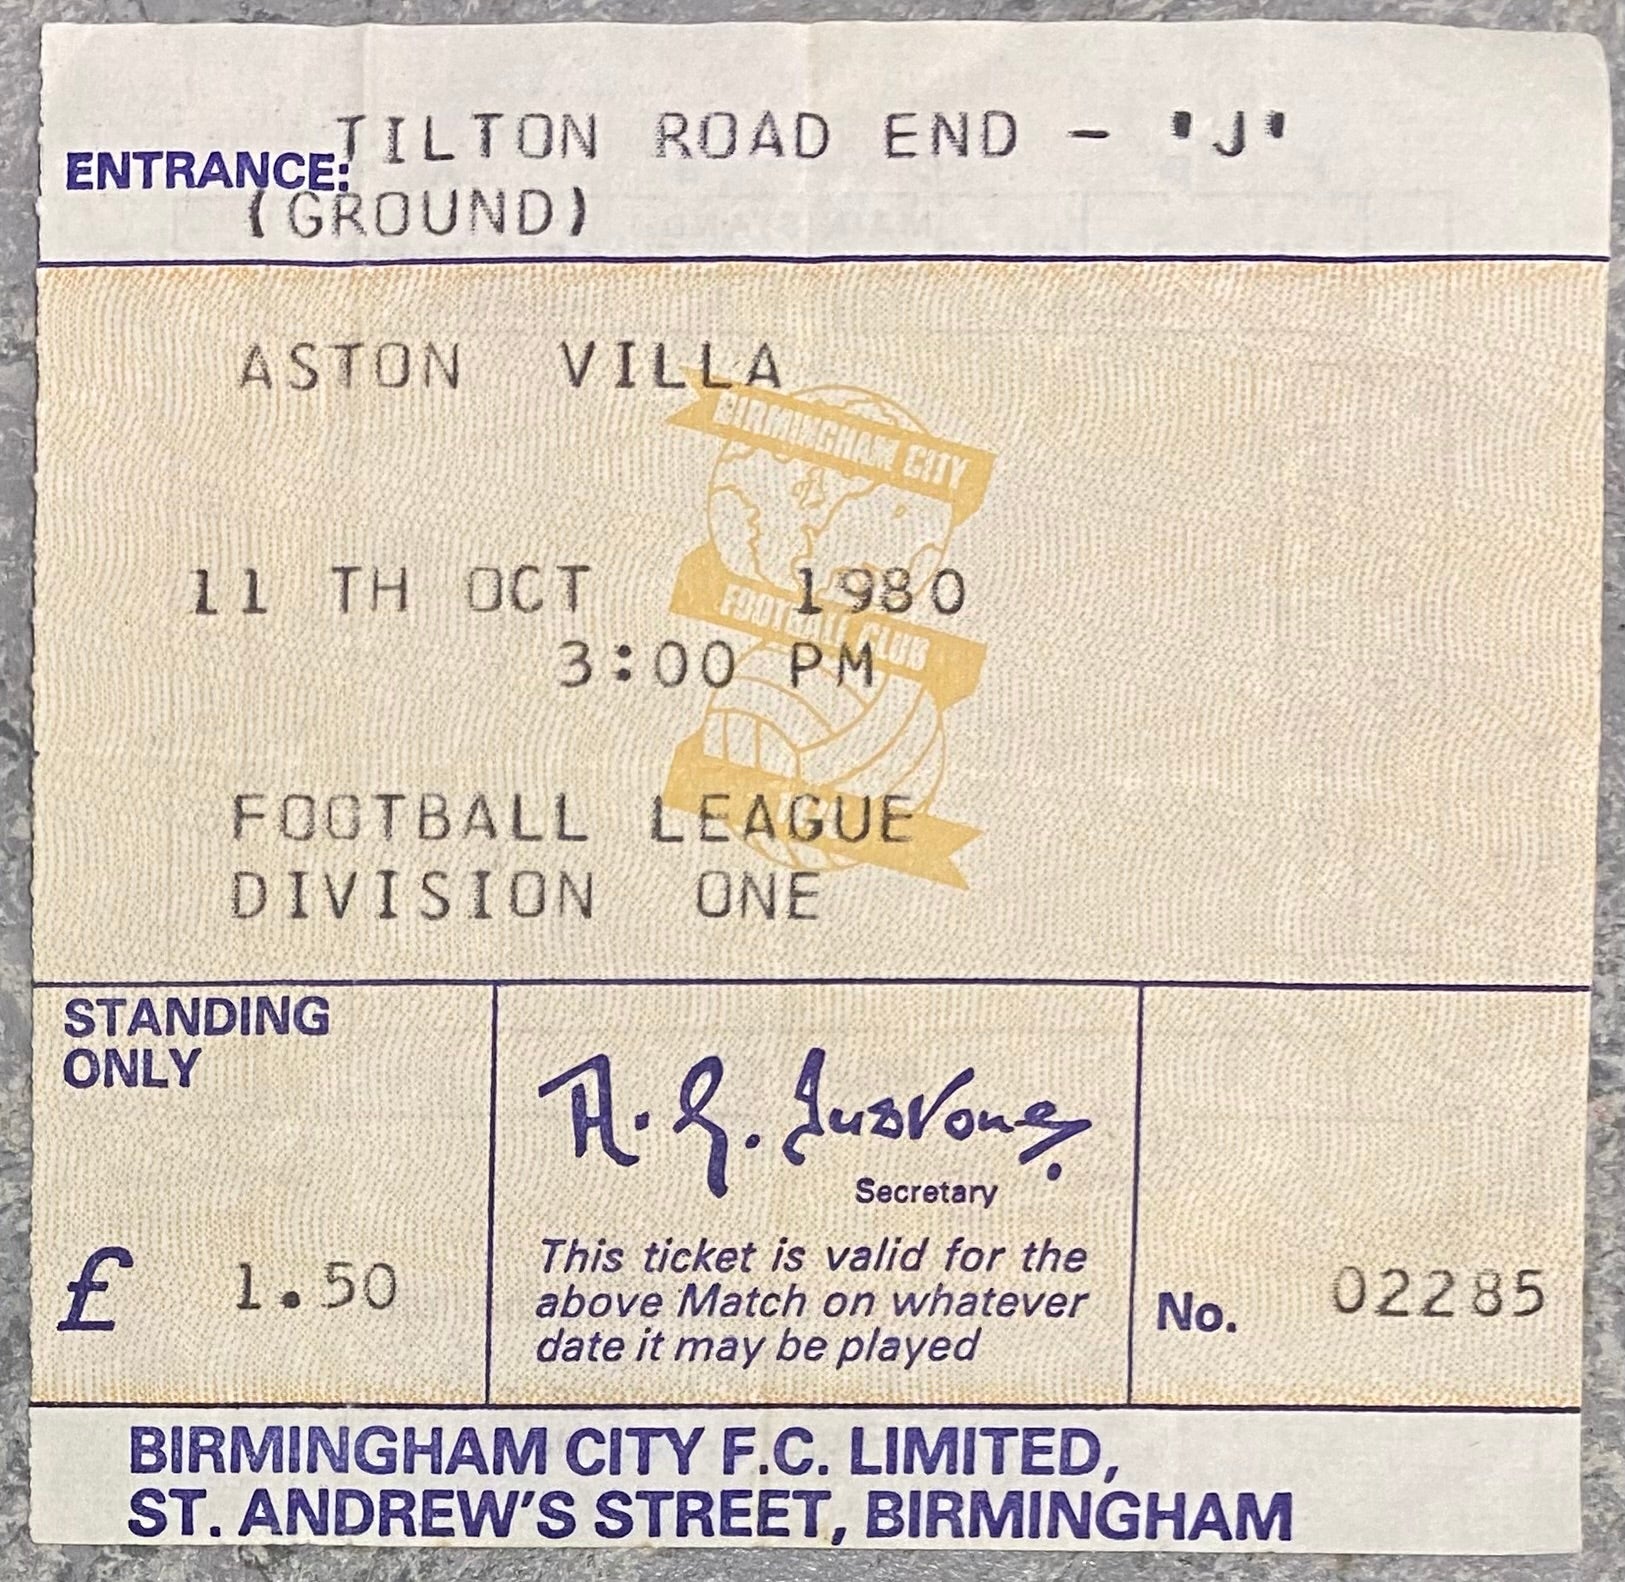 TILTON ROAD END - 'J'
ENTRANCE:
(GROUND)
ASTON VILLA
BIRMINGHAM CITY
11 TH OCT 1980
FOOTBALL CLUB
3:00 PM
FOOTBALL LEAGUE
DIVISION ONE
STANDING
ONLY
Secretary
£ 1.50
This ticket is valid for the
above Match on whatever
date it may be played
No. 02285
BIRMINGHAM CITY F.C. LIMITED,
ST. ANDREW'S STREET, BIRMINGHAM